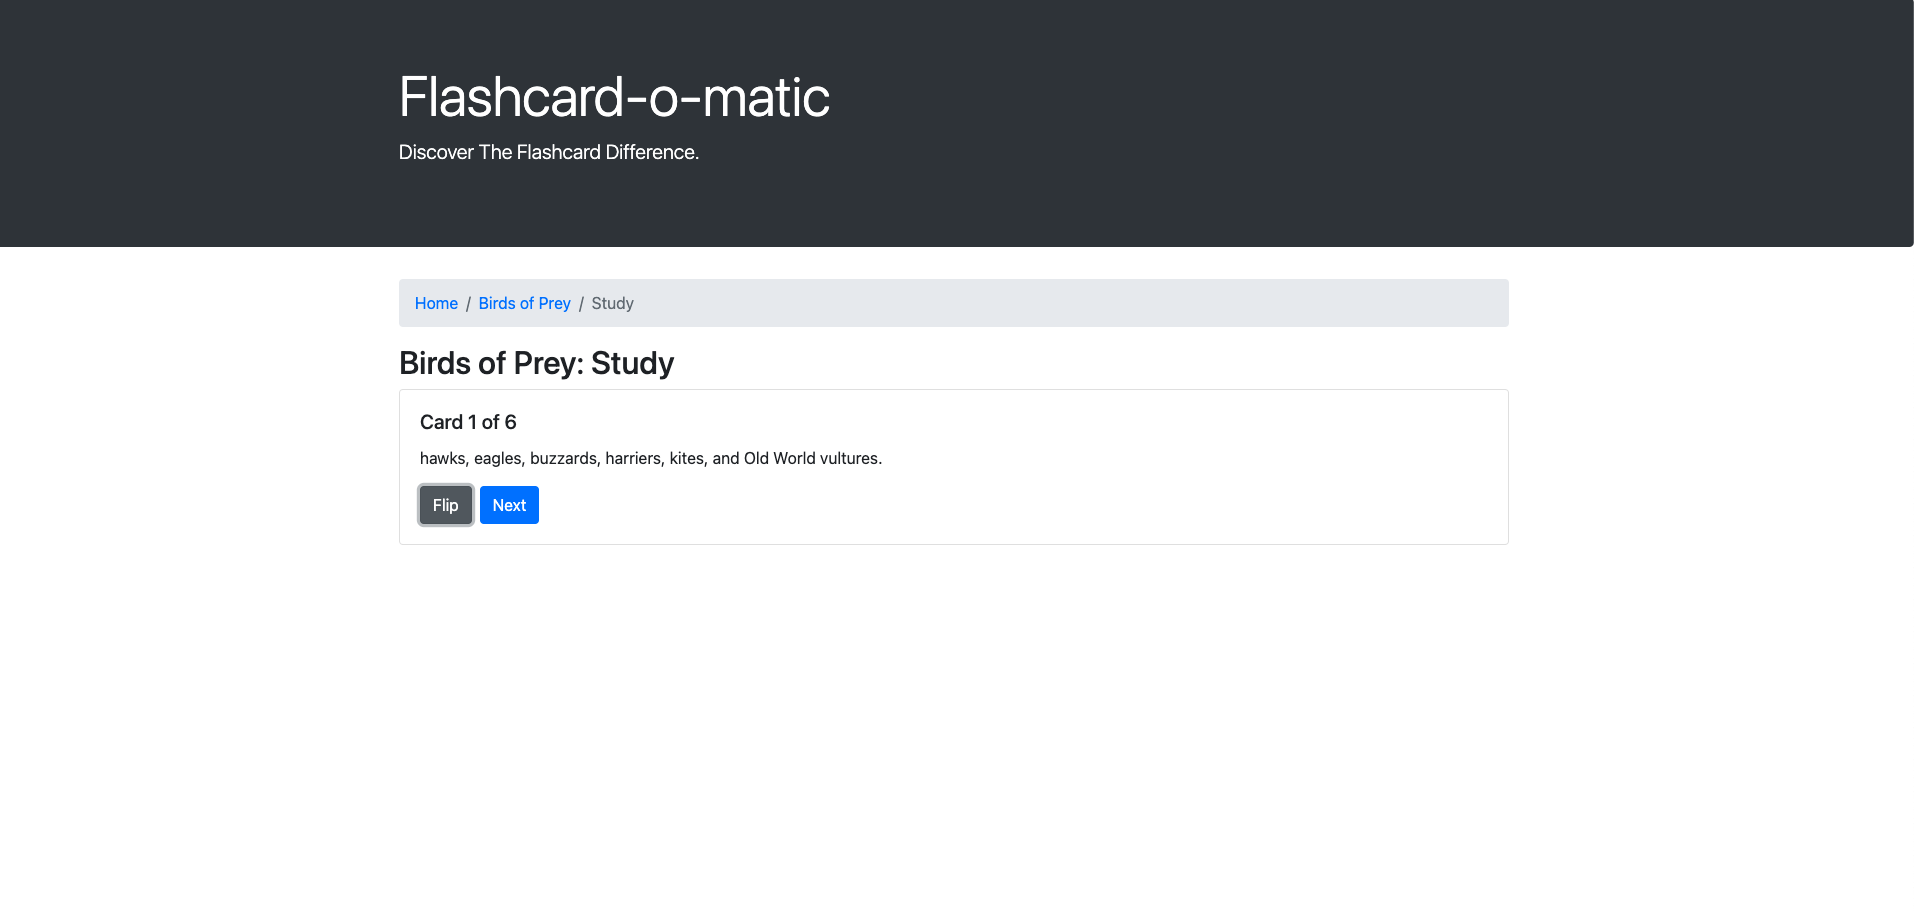 Flashcard-o-matic
Discover The Flashcard Difference.
Home / Birds of Prey / Study
Birds of Prey: Study
Card 1 of 6
hawks, eagles, buzzards, harriers, kites, and Old World vultures.
Flip Next